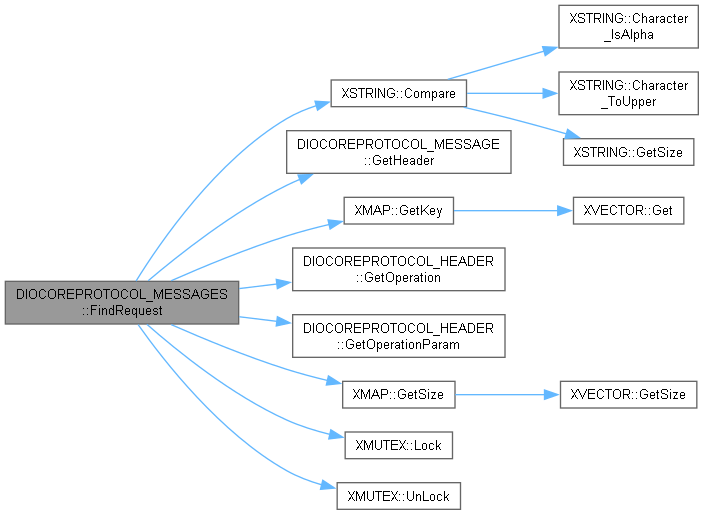 DIOCOREPROTOCOL_MESSAGES
::FindRequest
XSTRING::Compare
DIOCOREPROTOCOL_MESSAGE
::GetHeader
XMAP::GetKey
DIOCOREPROTOCOL_HEADER
::GetOperation
DIOCOREPROTOCOL_HEADER
::GetOperationParam
XMAP::GetSize
XMUTEX::Lock
XMUTEX::UnLock
XSTRING::Character
_IsAlpha
XSTRING::Character
_ToUpper
XSTRING::GetSize
XVECTOR::Get
XVECTOR::GetSize